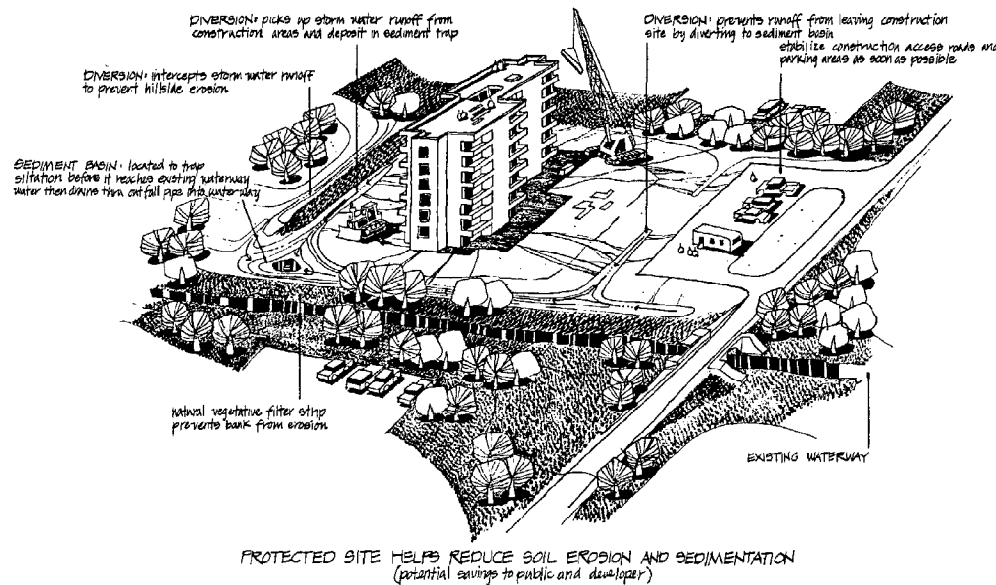 DIVERSION: picks up storm water runoff from
construction areas and deposit in sediment trap
DIVERSION: prevents runoff from leaving construction
site by diverting to sediment basin
stabilize construction access roads and
parking areas as soon as possible
DIVERSION: intercepts storm water runoff
to prevent hillside erosion
SEDIMENT BASIN: located to trap
siltation before it reaches existing waterway
water then drains thru outfall pipe into waterway
natural vegetative filter strip
prevents bank from erosion
EXISTING WATERWAY
PROTECTED SITE HELPS REDUCE SOIL EROSION AND SEDIMENTATION
(potential savings to public and developer)